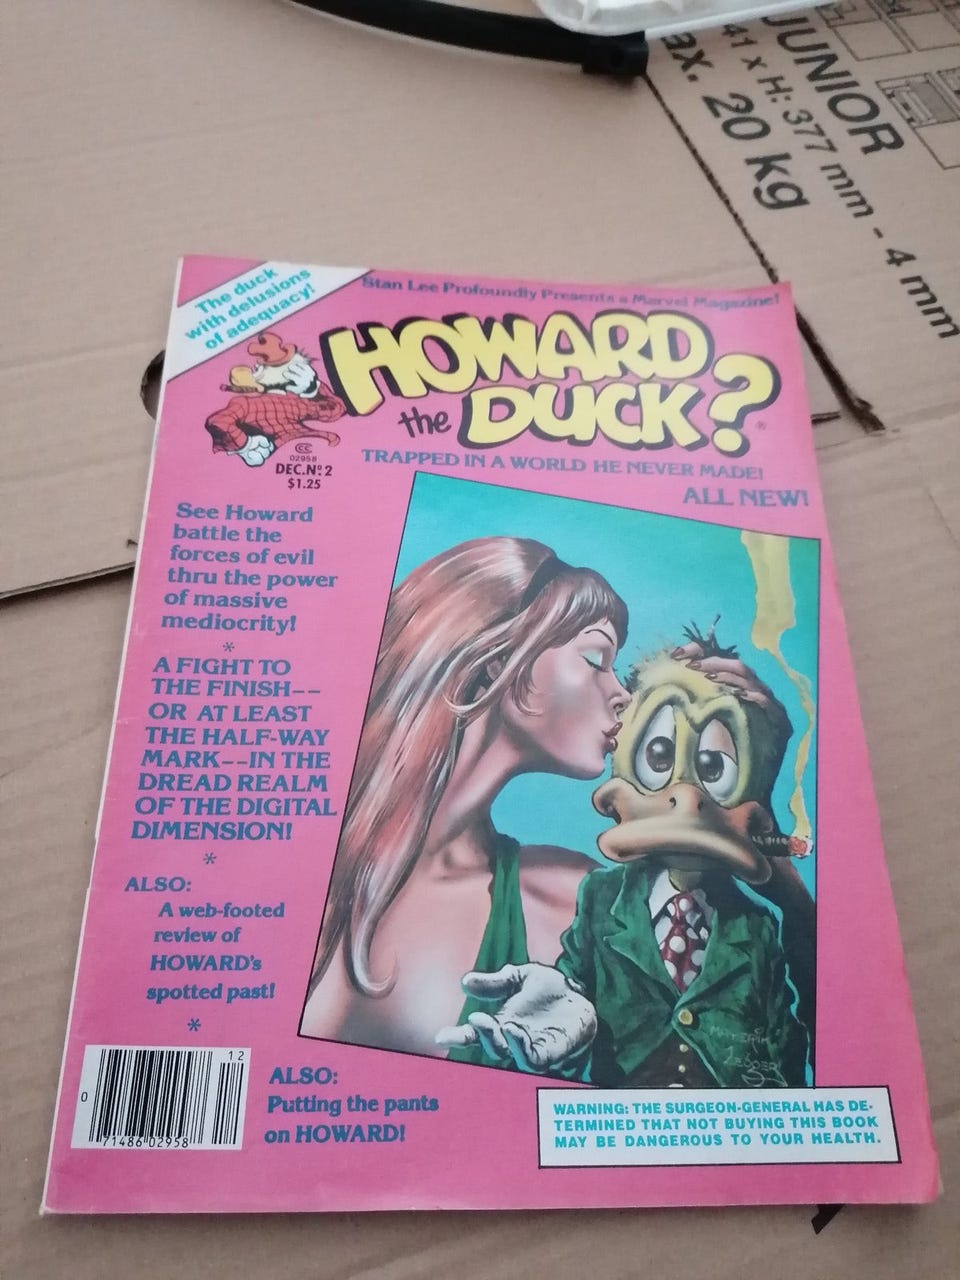 JUNIOR
41 x H: 377 mm - 4 mm
ax. 20 kg
The duck
with delusions
of adequacy!
Stan Lee Profoundly Presents a Marvel Magazine!
HOWARD
the DUCK?
®
TRAPPED IN A WORLD HE NEVER MADE!
ALL NEW!
CC
02958
DEC. Nº. 2
$1.25
See Howard
battle the
forces of evil
thru the power
of massive
mediocrity!
*
A FIGHT TO
THE FINISH--
OR AT LEAST
THE HALF-WAY
MARK--IN THE
DREAD REALM
OF THE DIGITAL
DIMENSION!
*
ALSO:
A web-footed
review of
HOWARD's
spotted past!
*
12
0
71486 02958
ALSO:
Putting the pants
on HOWARD!
WARNING: THE SURGEON-GENERAL HAS DE-
TERMINED THAT NOT BUYING THIS BOOK
MAY BE DANGEROUS TO YOUR HEALTH.